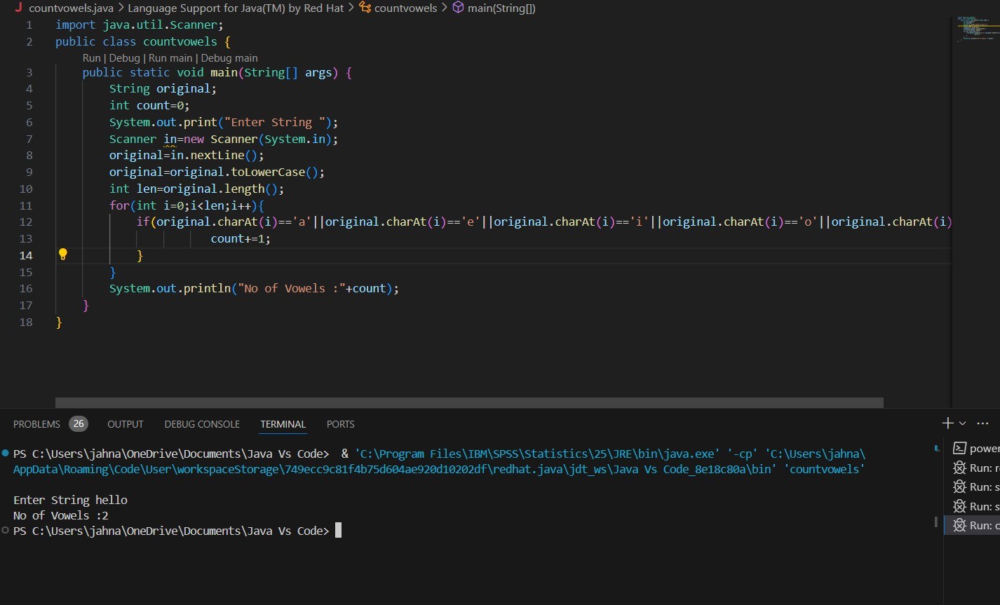 countvowels.java > Language Support for Java(TM) by Red Hat > countvowels > main(String[])
1 import java.util.Scanner;
2 public class countvowels {
Run | Debug | Run main | Debug main
3 public static void main(String[] args) {
4 String original;
5 int count=0;
6 System.out.print("Enter String ");
7 Scanner in=new Scanner(System.in);
8 original=in.nextLine();
9 original=original.toLowerCase();
10 int len=original.length();
11 for(int i=0;i<len;i++){
12 if(original.charAt(i)=='a'||original.charAt(i)=='e'||original.charAt(i)=='i'||original.charAt(i)=='o'||original.charAt(i)
13 count+=1;
14 }
15 }
16 System.out.println("No of Vowels :"+count);
17 }
18 }
PROBLEMS 26 OUTPUT DEBUG CONSOLE TERMINAL PORTS
PS C:\Users\jahna\OneDrive\Documents\Java Vs Code> & 'C:\Program Files\IBM\SPSS\Statistics\25\JRE\bin\java.exe' '-cp' 'C:\Users\jahna\
AppData\Roaming\Code\User\workspaceStorage\749ecc9c81f4b75d604ae920d10202df\redhat.java\jdt_ws\Java Vs Code_8e18c80a\bin' 'countvowels'
Enter String hello
No of Vowels :2
PS C:\Users\jahna\OneDrive\Documents\Java Vs Code>
power
Run: r
Run: s
Run: s
Run: c